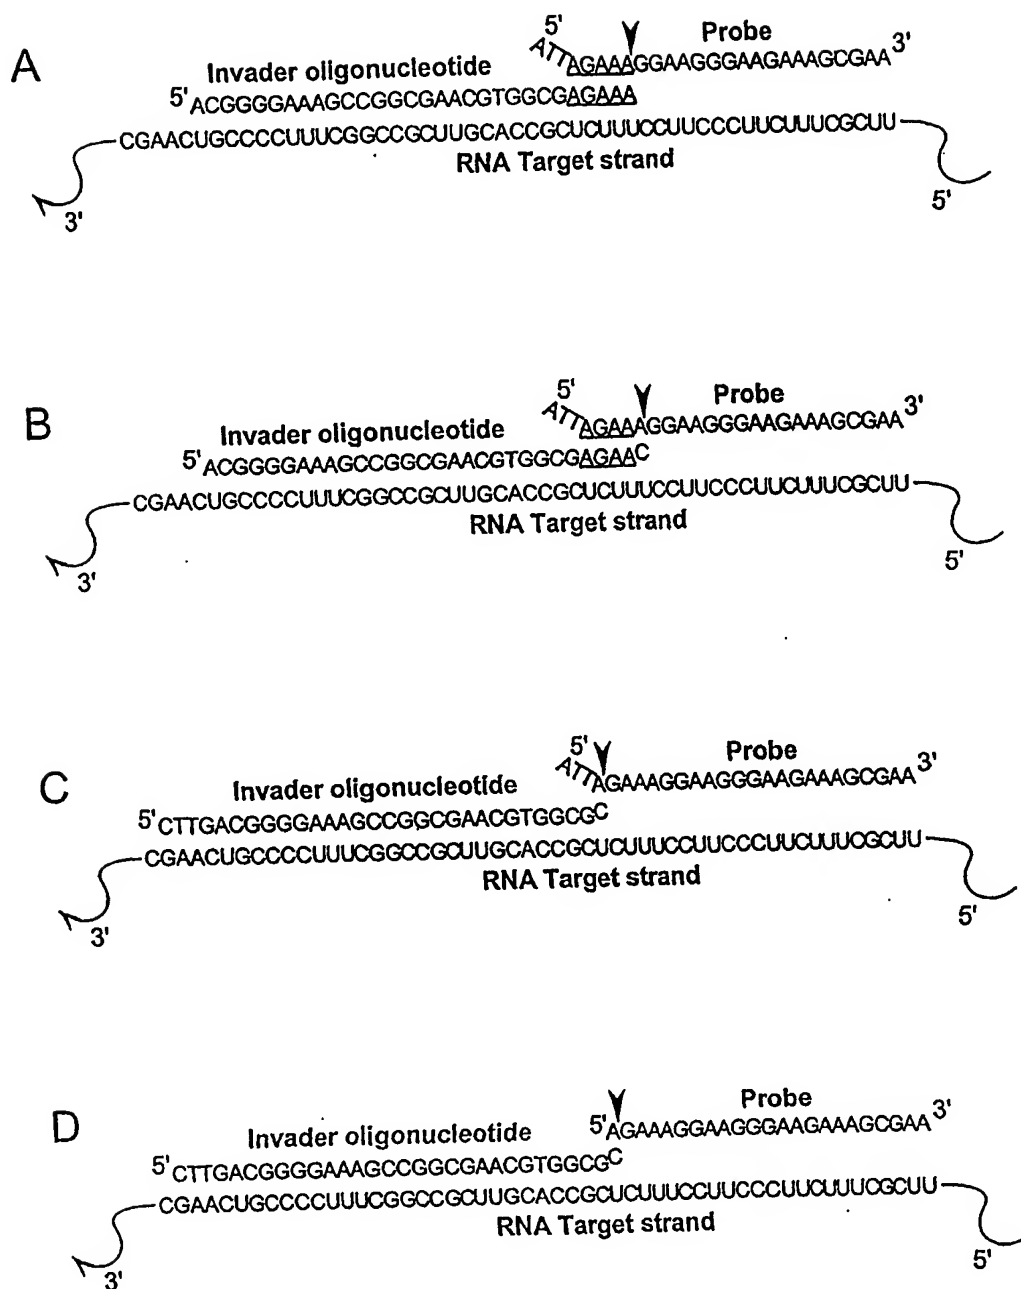 A
5'
Probe
ATTAGAAAGGAAGGGAAGAAAGCGAA 3'
Invader oligonucleotide
5' ACGGGGAAAGCCGGCGAACGTGGCGAGAAA
CGAACUGCCCCUUUCGGCCGCUUGCACCGCUCUUUCCUUCCCUUCUUUCGCUU
RNA Target strand
3'
5'
B
5'
Probe
ATTAGAAAGGAAGGGAAGAAAGCGAA 3'
Invader oligonucleotide
5' ACGGGGAAAGCCGGCGAACGTGGCGAGAAC
CGAACUGCCCCUUUCGGCCGCUUGCACCGCUCUUUCCUUCCCUUCUUUCGCUU
RNA Target strand
3'
5'
C
5'
Probe
ATTAGAAAGGAAGGGAAGAAAGCGAA 3'
Invader oligonucleotide
5' CTTGACGGGGAAAGCCGGCGAACGTGGCGC
CGAACUGCCCCUUUCGGCCGCUUGCACCGCUCUUUCCUUCCCUUCUUUCGCUU
RNA Target strand
3'
5'
D
Probe
5' AGAAAGGAAGGGAAGAAAGCGAA 3'
Invader oligonucleotide
5' CTTGACGGGGAAAGCCGGCGAACGTGGCGC
CGAACUGCCCCUUUCGGCCGCUUGCACCGCUCUUUCCUUCCCUUCUUUCGCUU
RNA Target strand
3'
5'